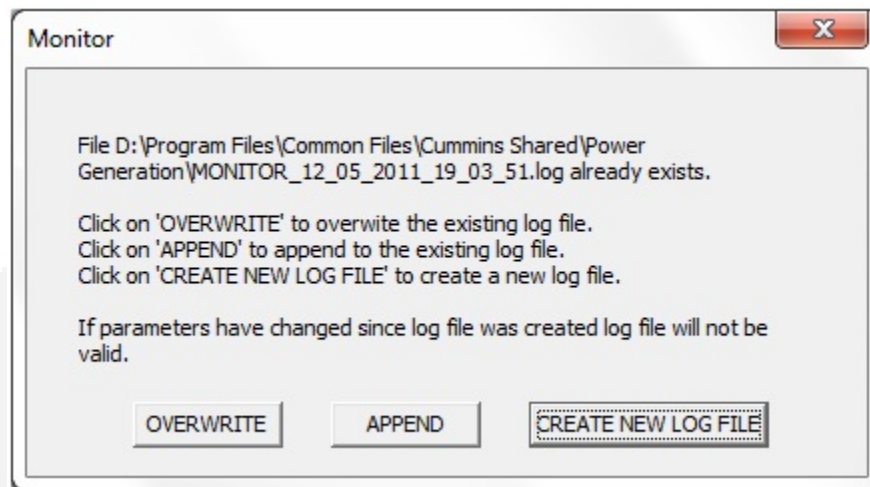 Monitor
File D:\Program Files\Common Files\Cummins Shared\Power
Generation\MONITOR_12_05_2011_19_03_51.log already exists.
Click on 'OVERWRITE' to overwite the existing log file.
Click on 'APPEND' to append to the existing log file.
Click on 'CREATE NEW LOG FILE' to create a new log file.
If parameters have changed since log file was created log file will not be
valid.
OVERWRITE APPEND CREATE NEW LOG FILE